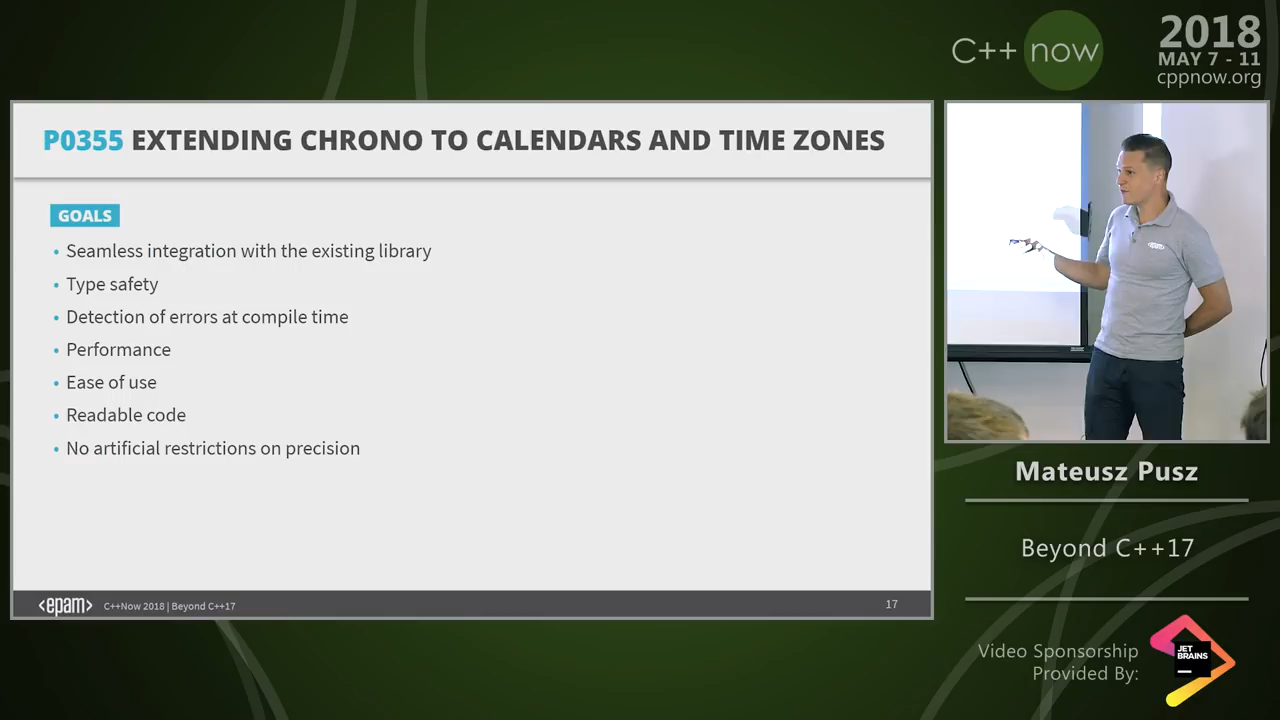 C++ now
2018
MAY 7 - 11
cppnow.org
P0355 EXTENDING CHRONO TO CALENDARS AND TIME ZONES
GOALS
• Seamless integration with the existing library
• Type safety
• Detection of errors at compile time
• Performance
• Ease of use
• Readable code
• No artificial restrictions on precision
<epam> C++Now 2018 | Beyond C++17
17
<epam>
Mateusz Pusz
Beyond C++17
Video Sponsorship
Provided By:
JET
BRAINS